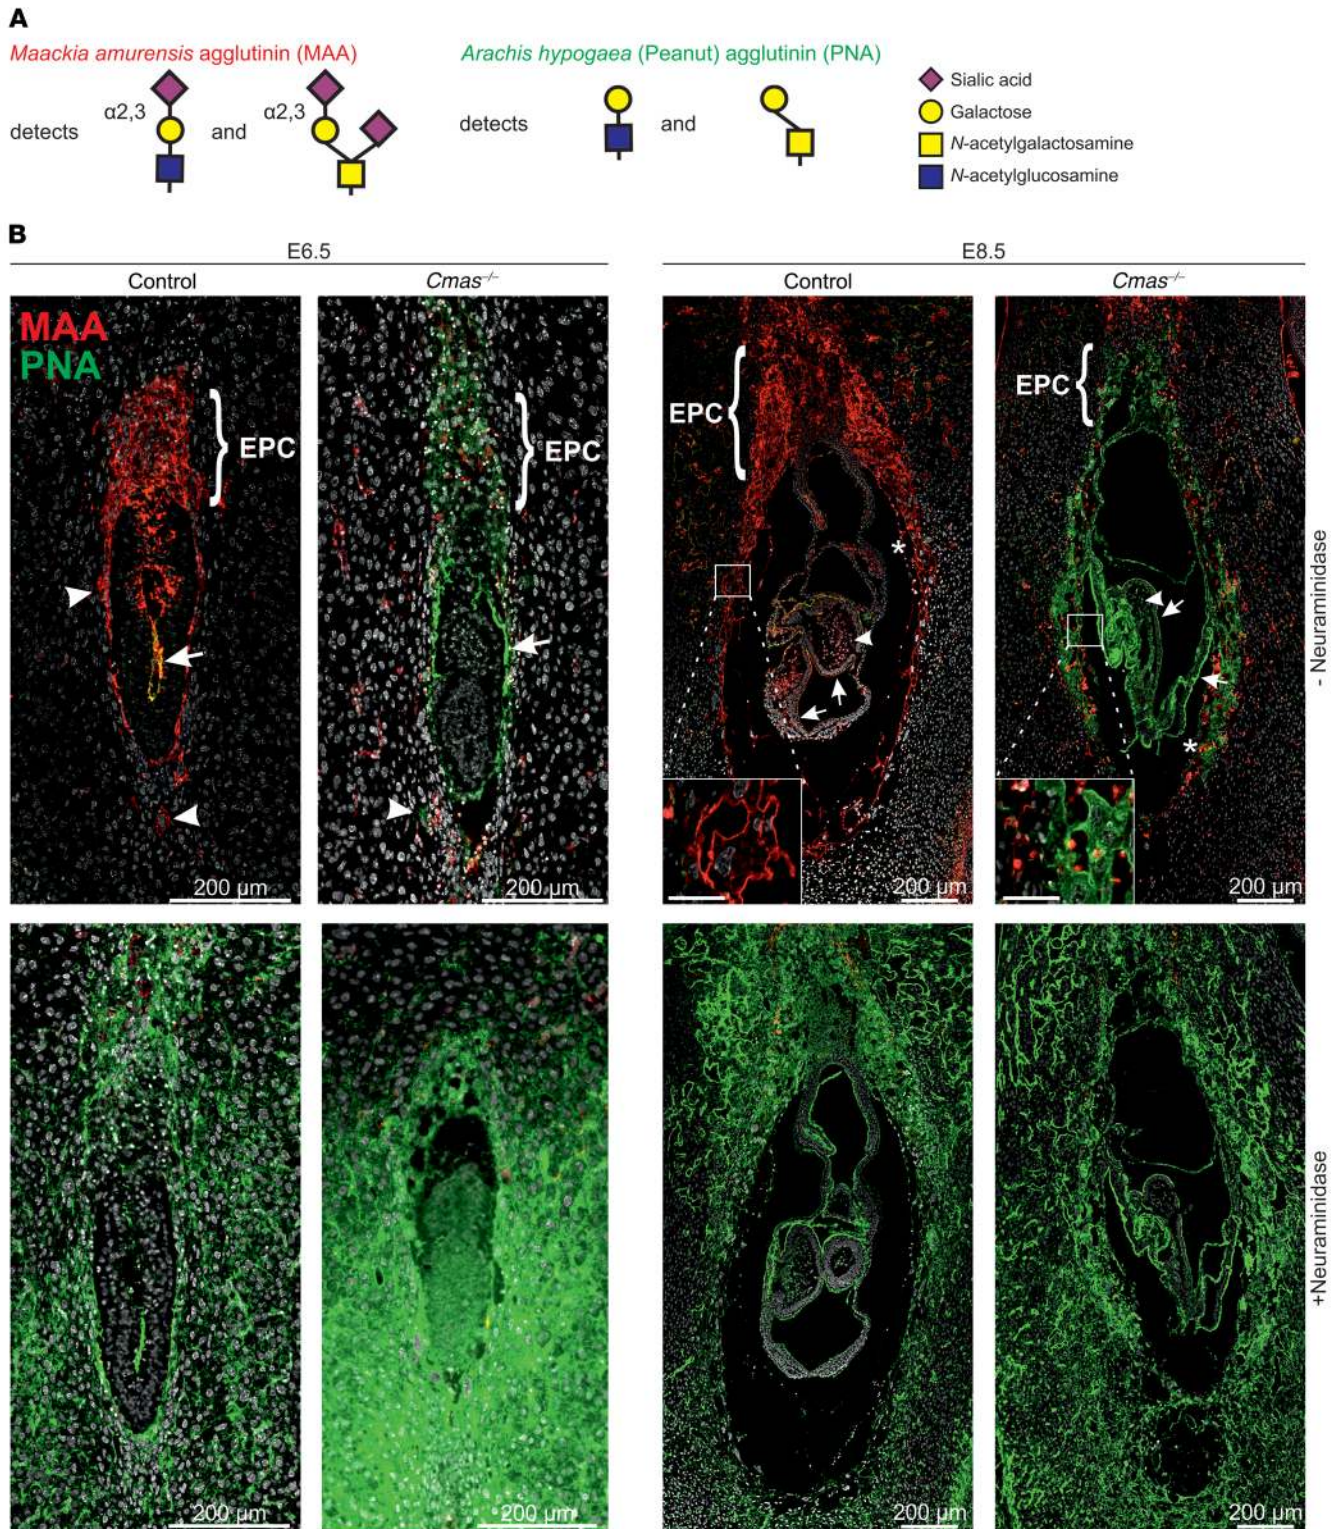 A
Maackia amurensis agglutinin (MAA)
Arachis hypogaea (Peanut) agglutinin (PNA)
detects
α2,3
and
α2,3
detects
and
Sialic acid
Galactose
N-acetylgalactosamine
N-acetylglucosamine
B
E6.5
E8.5
Control
Cmas–/–
Control
Cmas–/–
MAA
PNA
EPC
EPC
EPC
EPC
*
*
200 µm
200 µm
200 µm
200 µm
- Neuraminidase
200 µm
200 µm
200 µm
200 µm
+Neuraminidase